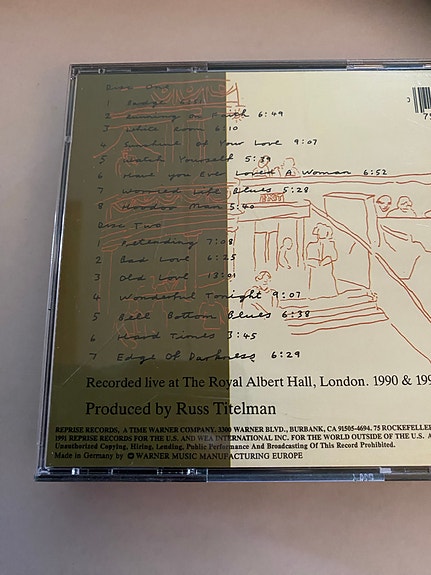 Disc One
1 Badge 6:51
2 Running On Faith 6:49
3 White Room 6:10
4 Sunshine Of Your Love 9:07
5 Watch Yourself 5:39
6 Have you Ever Loved A Woman 6:52
7 Worried Life Blues 5:28
8 Hoodoo Man 5:40
Disc Two
1 Pretending 7:08
2 Bad Love 6:25
3 Old Love 13:01
4 Wonderful Tonight 9:07
5 Bell Bottom Blues 6:38
6 Hard Times 3:45
7 Edge Of Darkness 6:29
EXIT
Recorded live at The Royal Albert Hall, London. 1990 & 199
Produced by Russ Titelman
REPRISE RECORDS, A TIME WARNER COMPANY. 3300 WARNER BLVD., BURBANK, CA 91505-4694, 75 ROCKEFELLER
1991 REPRISE RECORDS FOR THE U.S. AND WEA INTERNATIONAL INC. FOR THE WORLD OUTSIDE OF THE U.S. A
Unauthorized Copying, Hiring, Lending, Public Performance And Broadcasting Of This Record Prohibited.
Made in Germany by WARNER MUSIC MANUFACTURING EUROPE